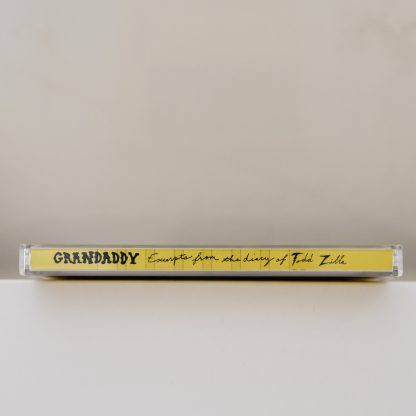 GRANDADDY Excerpts from the diary of Todd Zilla